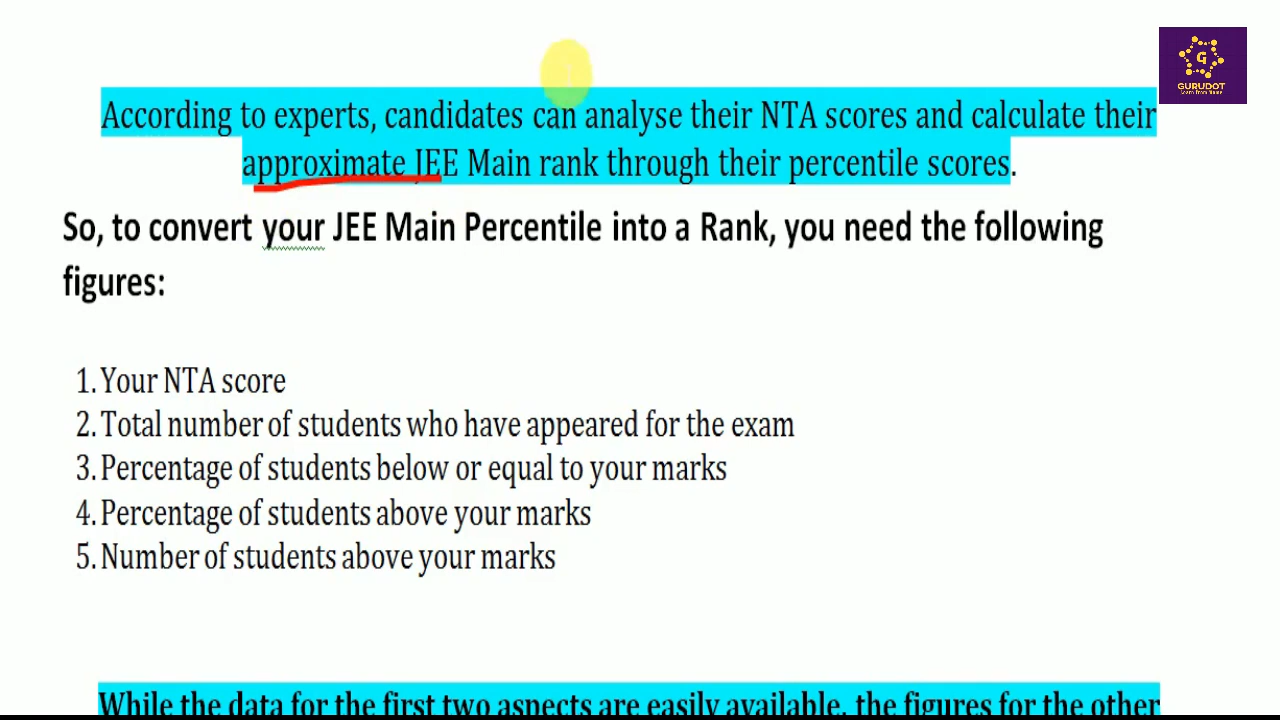 G
GURUDOT
According to experts, candidates can analyse their NTA scores and calculate their
approximate JEE Main rank through their percentile scores.
So, to convert your JEE Main Percentile into a Rank, you need the following
figures:
1. Your NTA score
2. Total number of students who have appeared for the exam
3. Percentage of students below or equal to your marks
4. Percentage of students above your marks
5. Number of students above your marks
While the data for the first two aspects are easily available, the figures for the other